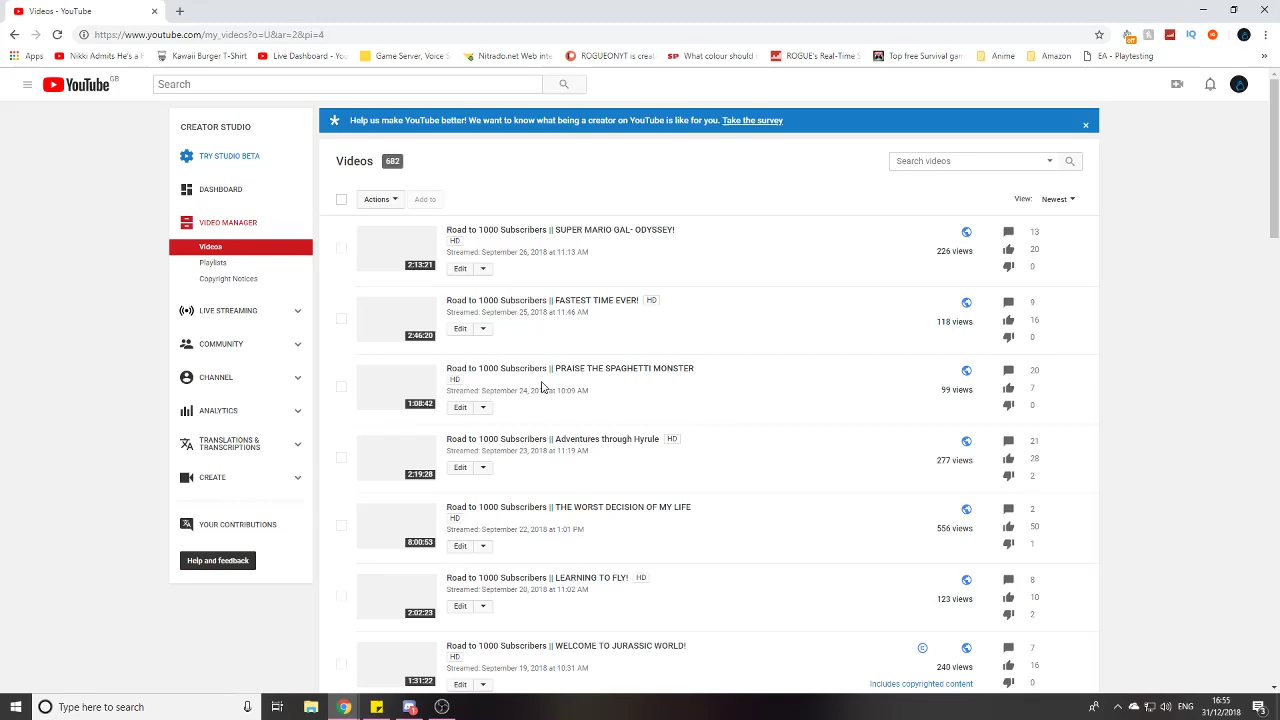 Videos - YouTube
https://www.youtube.com/my_videos?o=U&ar=2&pi=4
Apps
Nikki Admits He's t
Kawaii Burger T-Shirt
Live Dashboard - You
Game Server Servic
Nitrado.net Web inte
ROGUEONYT is creat
What colour should
ROGUE's Real-Time S
Top free Survival gam
Anime
Amazon
EA - Playtesting
YouTube GB
Search
CREATOR STUDIO
TRY STUDIO BETA
DASHBOARD
VIDEO MANAGER
Videos
Playlists
Copyright Notices
LIVE STREAMING
COMMUNITY
CHANNEL
ANALYTICS
TRANSLATIONS &
TRANSCRIPTIONS
CREATE
YOUR CONTRIBUTIONS
Help and feedback
Help us make YouTube better! We want to know what being a creator on YouTube is like for you. Take the survey
Videos 682
Search videos
Actions
Add to
View: Newest
Road to 1000 Subscribers || SUPER MARIO GAL- ODYSSEY!
HD
Streamed: September 26, 2018 at 11:13 AM
2:13:21
Edit
226 views
13
20
0
Road to 1000 Subscribers || FASTEST TIME EVER! HD
Streamed: September 25, 2018 at 11:46 AM
2:46:20
Edit
118 views
9
16
0
Road to 1000 Subscribers || PRAISE THE SPAGHETTI MONSTER
HD
Streamed: September 24, 2018 at 10:09 AM
1:08:42
Edit
99 views
20
7
0
Road to 1000 Subscribers || Adventures through Hyrule HD
Streamed: September 23, 2018 at 11:19 AM
2:19:28
Edit
277 views
21
28
2
Road to 1000 Subscribers || THE WORST DECISION OF MY LIFE
HD
Streamed: September 22, 2018 at 1:01 PM
8:00:53
Edit
556 views
2
50
1
Road to 1000 Subscribers || LEARNING TO FLY! HD
Streamed: September 20, 2018 at 11:02 AM
2:02:23
Edit
123 views
8
10
2
Road to 1000 Subscribers || WELCOME TO JURASSIC WORLD!
HD
Streamed: September 19, 2018 at 10:31 AM
1:31:22
Edit
240 views
Includes copyrighted content
7
16
0
Type here to search
ENG
16:55
31/12/2018